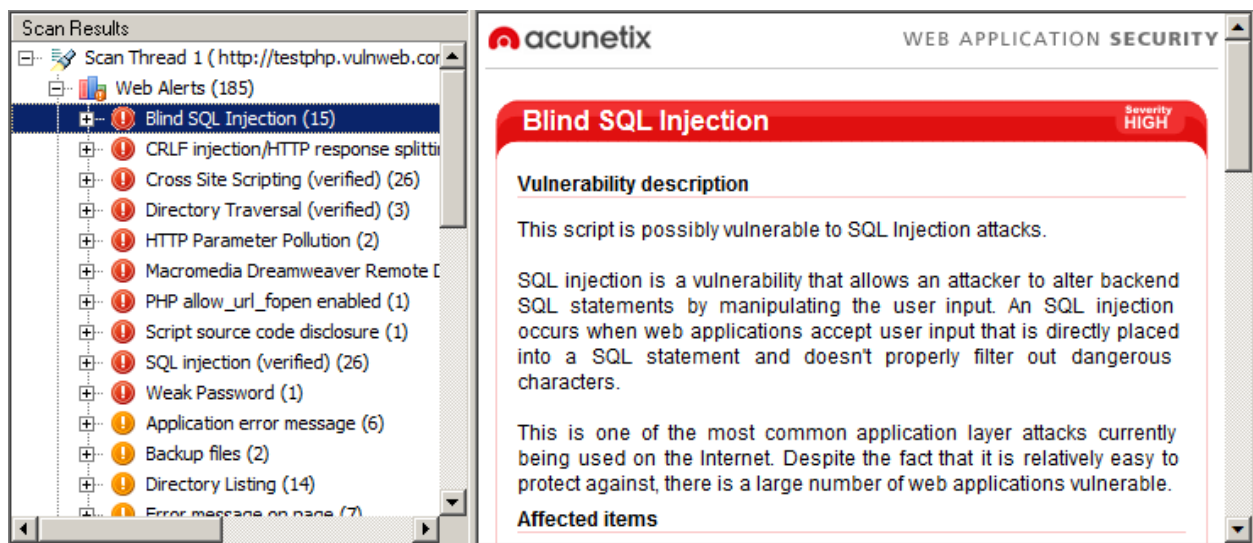 Scan Results
Scan Thread 1 ( http://testphp.vulnweb.com
Web Alerts (185)
Blind SQL Injection (15)
CRLF injection/HTTP response splittin
Cross Site Scripting (verified) (26)
Directory Traversal (verified) (3)
HTTP Parameter Pollution (2)
Macromedia Dreamweaver Remote D
PHP allow_url_fopen enabled (1)
Script source code disclosure (1)
SQL injection (verified) (26)
Weak Password (1)
Application error message (6)
Backup files (2)
Directory Listing (14)
Error message on page (7)
acunetix WEB APPLICATION SECURITY
Blind SQL Injection
Severity
HIGH
Vulnerability description
This script is possibly vulnerable to SQL Injection attacks.
SQL injection is a vulnerability that allows an attacker to alter backend
SQL statements by manipulating the user input. An SQL injection
occurs when web applications accept user input that is directly placed
into a SQL statement and doesn't properly filter out dangerous
characters.
This is one of the most common application layer attacks currently
being used on the Internet. Despite the fact that it is relatively easy to
protect against, there is a large number of web applications vulnerable.
Affected items